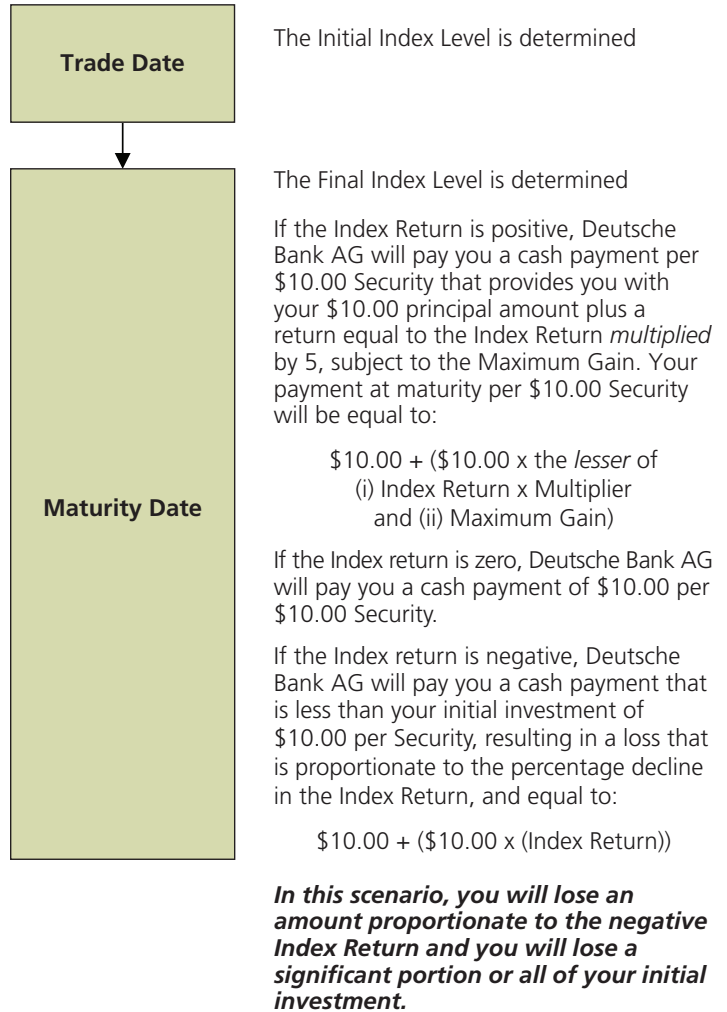 Trade Date
The Initial Index Level is determined
Maturity Date
The Final Index Level is determined
If the Index Return is positive, Deutsche
Bank AG will pay you a cash payment per
$10.00 Security that provides you with
your $10.00 principal amount plus a
return equal to the Index Return multiplied
by 5, subject to the Maximum Gain. Your
payment at maturity per $10.00 Security
will be equal to:
$10.00 + ($10.00 x the lesser of
(i) Index Return x Multiplier
and (ii) Maximum Gain)
If the Index return is zero, Deutsche Bank AG
will pay you a cash payment of $10.00 per
$10.00 Security.
If the Index return is negative, Deutsche
Bank AG will pay you a cash payment that
is less than your initial investment of
$10.00 per Security, resulting in a loss that
is proportionate to the percentage decline
in the Index Return, and equal to:
$10.00 + ($10.00 x (Index Return))
In this scenario, you will lose an
amount proportionate to the negative
Index Return and you will lose a
significant portion or all of your initial
investment.